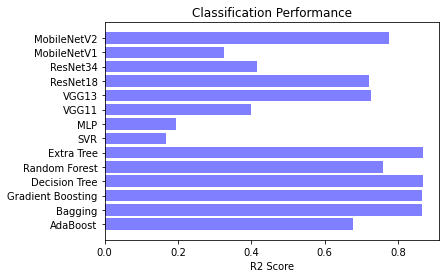 Classification Performance
MobileNetV2
MobileNetV1
ResNet34
ResNet18
VGG13
VGG11
MLP
SVR
Extra Tree
Random Forest
Decision Tree
Gradient Boosting
Bagging
AdaBoost
0.0 0.2 0.4 0.6 0.8
R2 Score